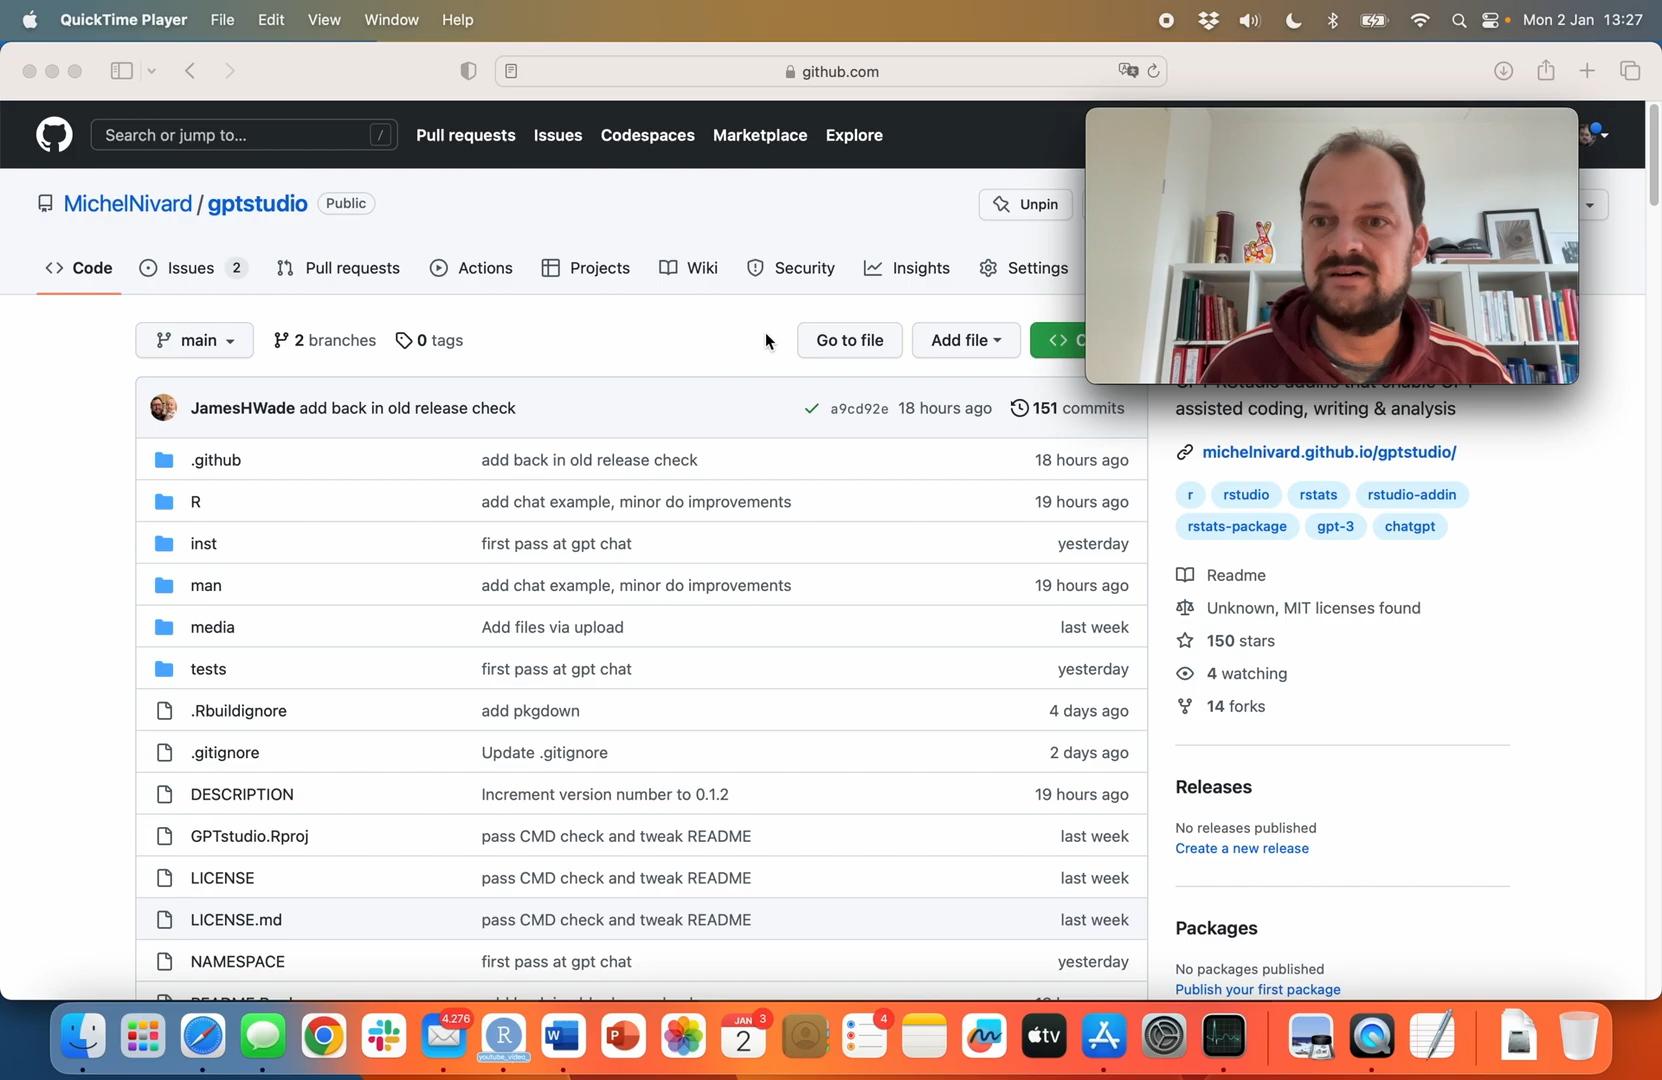 QuickTime Player File Edit View Window Help Mon 2 Jan 13:27
github.com
Search or jump to... / Pull requests Issues Codespaces Marketplace Explore
MichelNivard / gptstudio Public Unpin
Code Issues 2 Pull requests Actions Projects Wiki Security Insights Settings
main 2 branches 0 tags Go to file Add file
assisted coding, writing & analysis
JamesHWade add back in old release check a9cd92e 18 hours ago 151 commits
.github add back in old release check 18 hours ago
R add chat example, minor do improvements 19 hours ago
inst first pass at gpt chat yesterday
man add chat example, minor do improvements 19 hours ago
media Add files via upload last week
tests first pass at gpt chat yesterday
.Rbuildignore add pkgdown 4 days ago
.gitignore Update .gitignore 2 days ago
DESCRIPTION Increment version number to 0.1.2 19 hours ago
GPTstudio.Rproj pass CMD check and tweak README last week
LICENSE pass CMD check and tweak README last week
LICENSE.md pass CMD check and tweak README last week
NAMESPACE first pass at gpt chat yesterday
michelnivard.github.io/gptstudio/
r rstudio rstats rstudio-addin
rstats-package gpt-3 chatgpt
Readme
Unknown, MIT licenses found
150 stars
4 watching
14 forks
Releases
No releases published
Create a new release
Packages
No packages published
Publish your first package
4.276 JAN 3 4
R W P 2 tv
youtube_video_